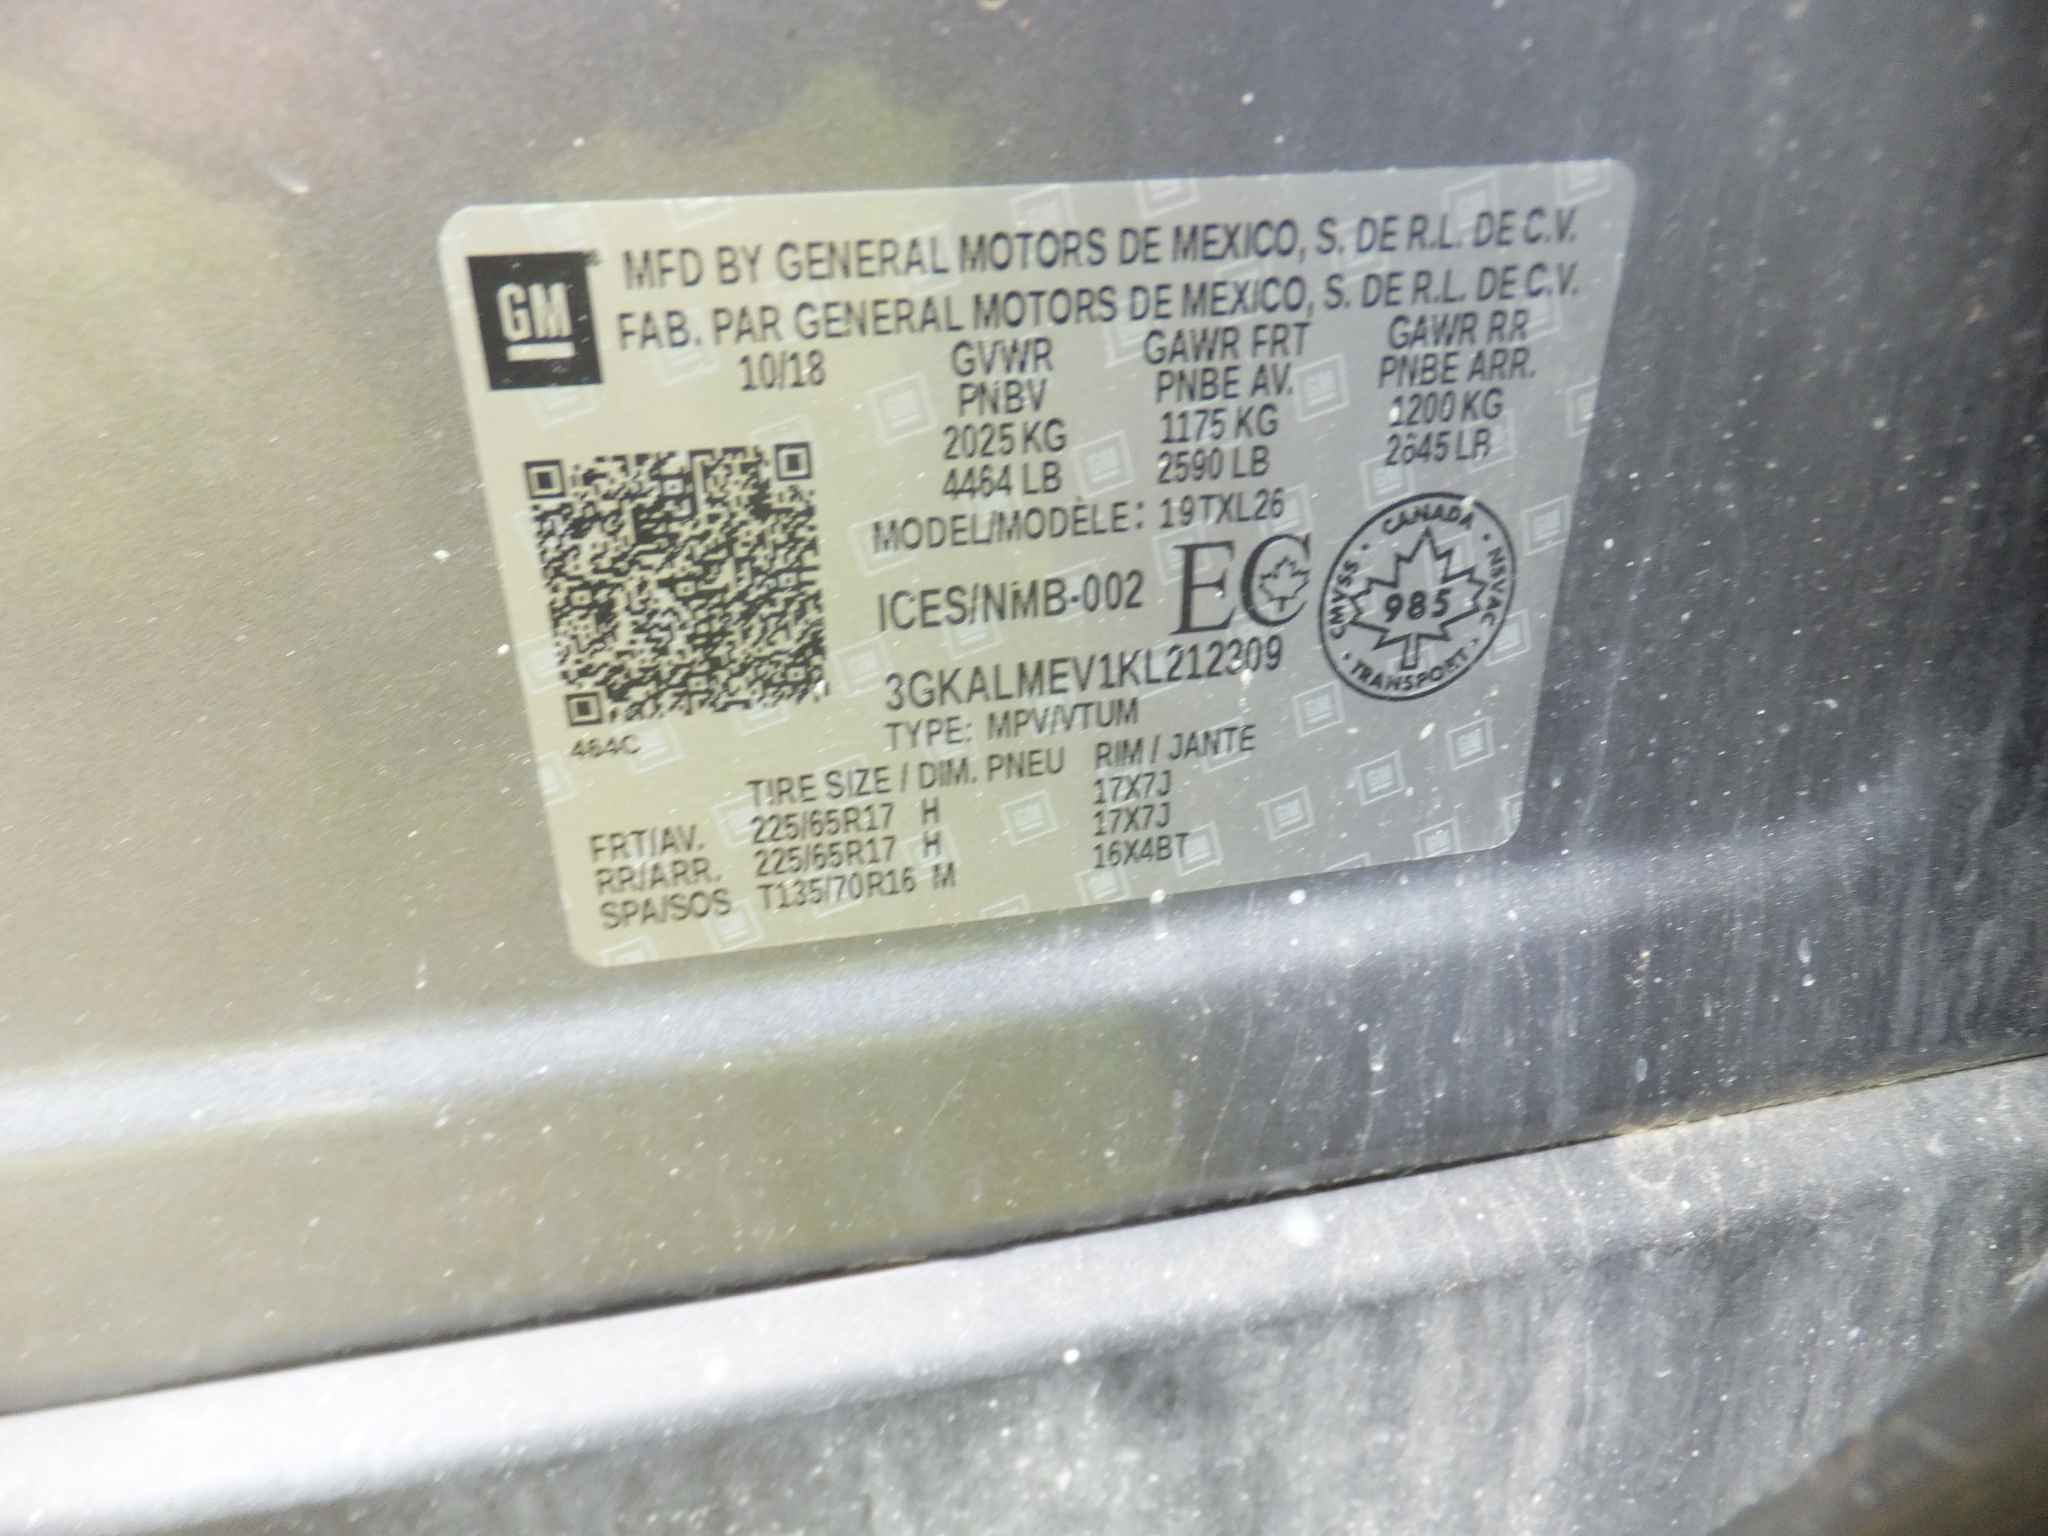 GM
MFD BY GENERAL MOTORS DE MEXICO, S. DE R.L. DE C.V.
FAB. PAR GENERAL MOTORS DE MEXICO, S. DE R.L. DE C.V.
10/18 GVWR GAWR FRT GAWR RR
PNBV PNBE AV. PNBE ARR.
2025 KG 1175 KG 1200 KG
4464 LB 2590 LB 2645 LB
MODEL/MODÈLE: 19TXL26
ICES/NMB-002 EC
CANADA
CMVSS 985 NSVAC
TRANSPORT
3GKALMEV1KL212309
464C
TYPE: MPV/VTUM
TIRE SIZE / DIM. PNEU RIM / JANTE
FRT/AV. 225/65R17 H 17X7J
RR/ARR. 225/65R17 H 17X7J
SPA/SOS T135/70R16 M 16X4BT